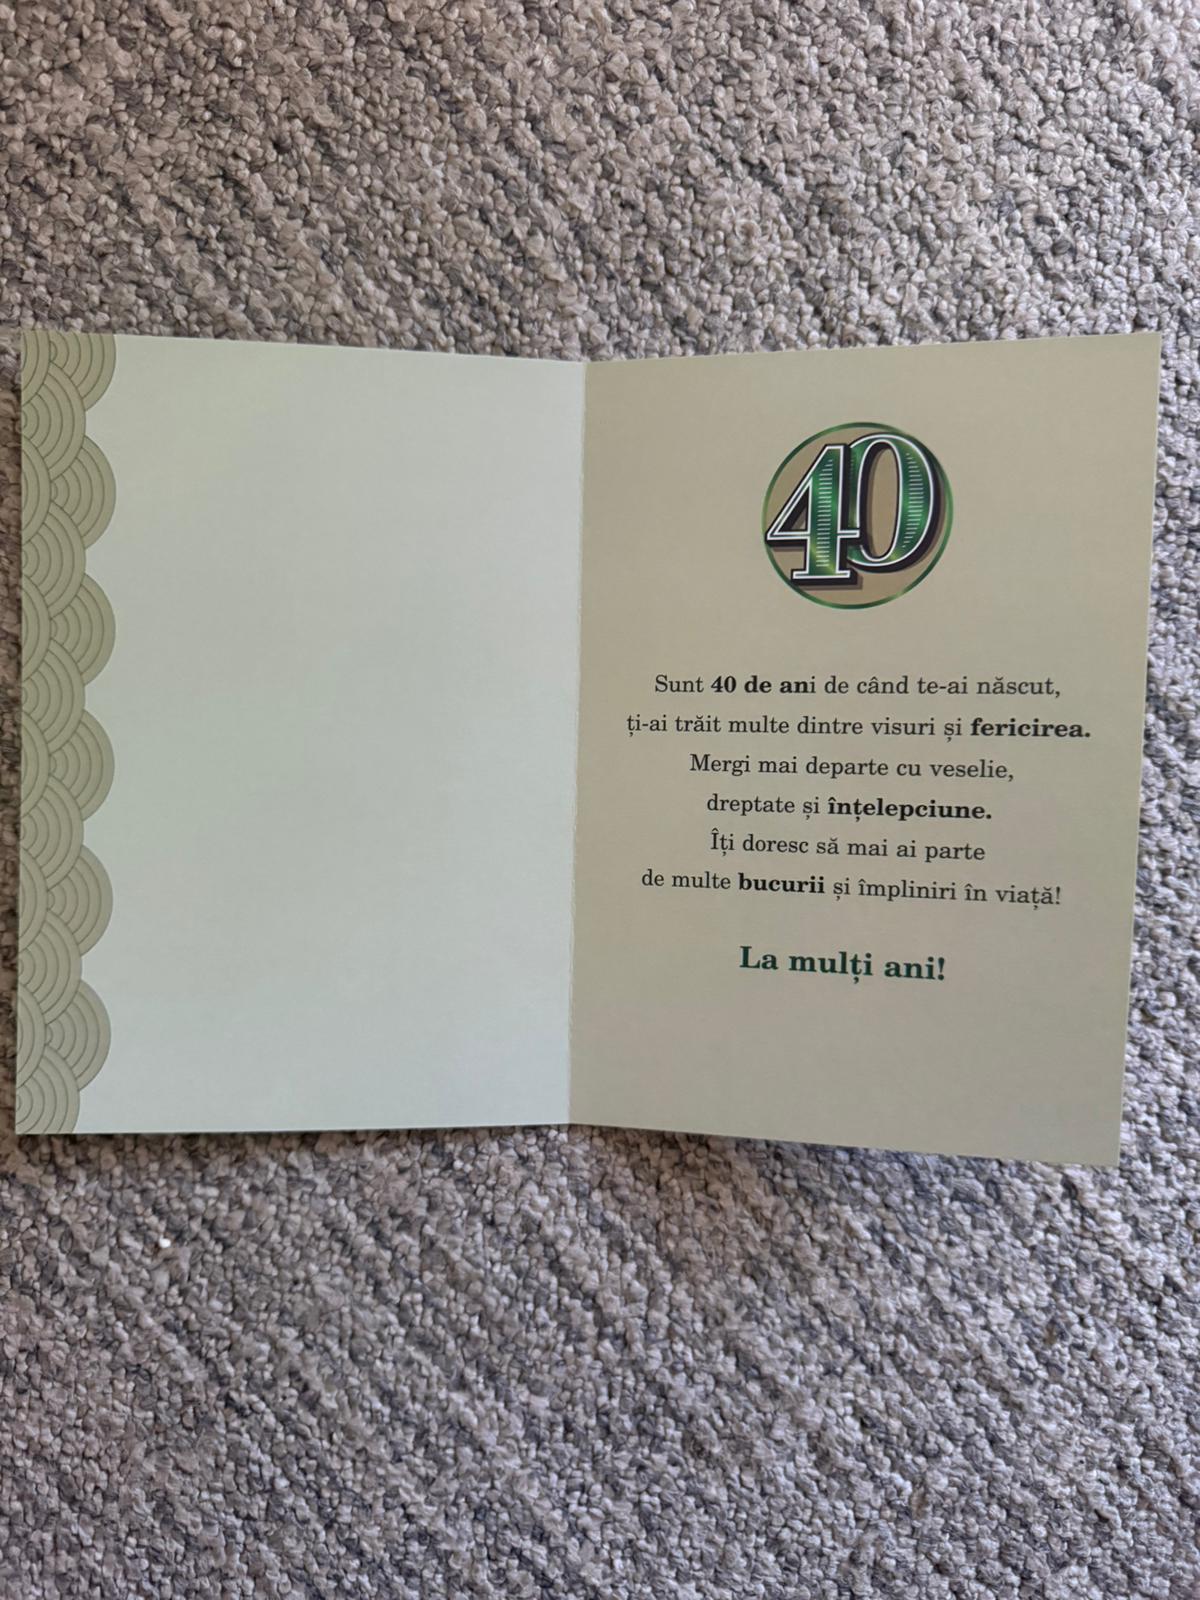 40
Sunt 40 de ani de când te-ai născut,
ți-ai trăit multe dintre visuri și fericirea.
Mergi mai departe cu veselie,
dreptate și înțelepciune.
Îți doresc să mai ai parte
de multe bucurii și împliniri în viață!
La mulți ani!